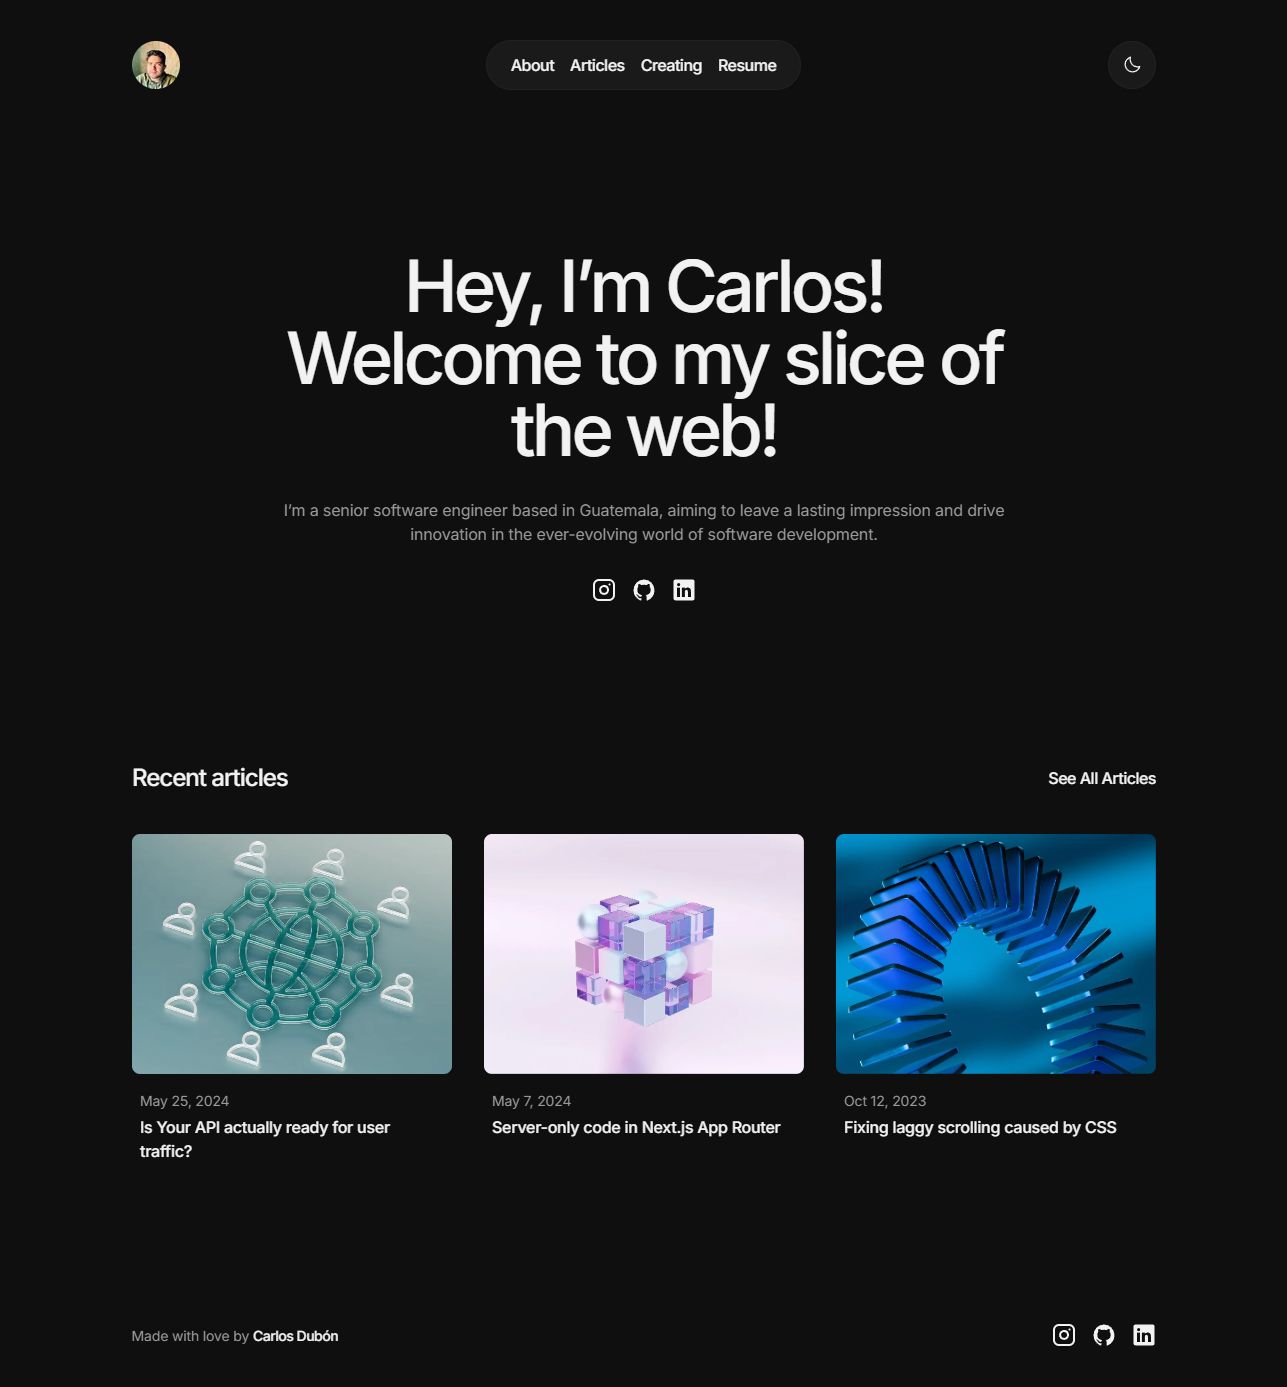 About Articles Creating Resume
Hey, I’m Carlos!
Welcome to my slice of
the web!
I’m a senior software engineer based in Guatemala, aiming to leave a lasting impression and drive
innovation in the ever-evolving world of software development.
Recent articles
See All Articles
May 25, 2024
Is Your API actually ready for user
traffic?
May 7, 2024
Server-only code in Next.js App Router
Oct 12, 2023
Fixing laggy scrolling caused by CSS
Made with love by Carlos Dubón